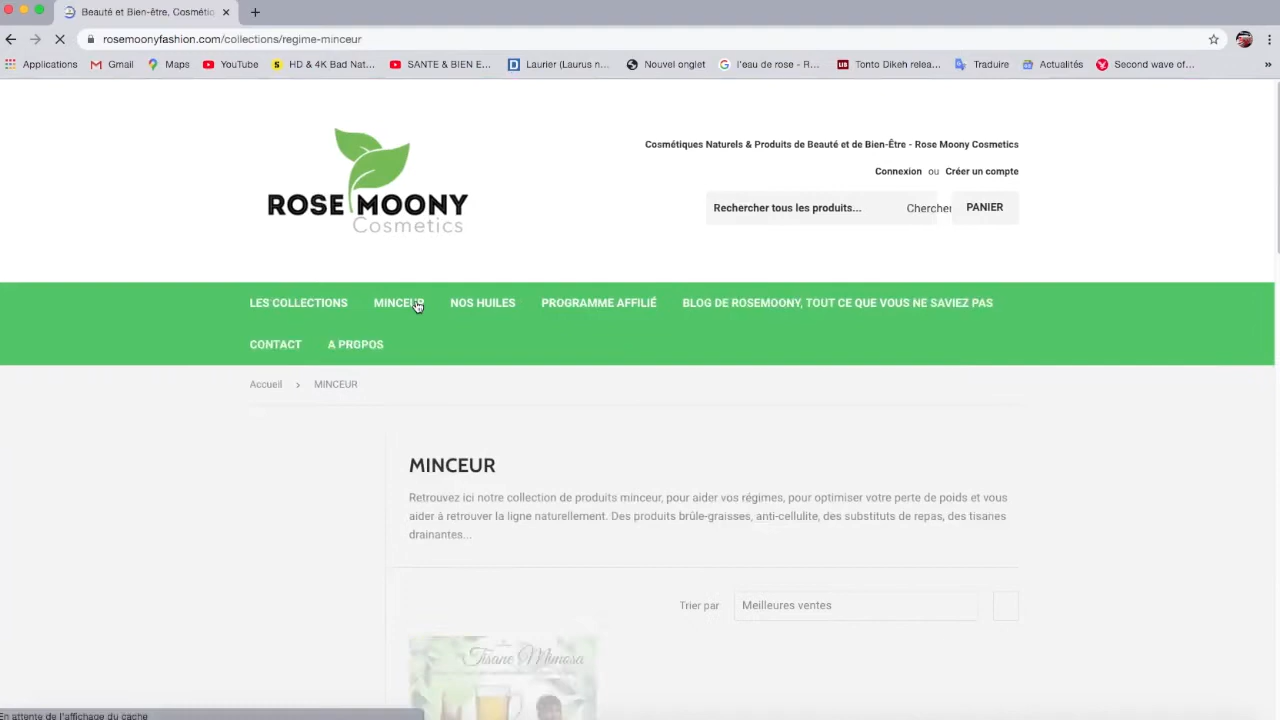 Beauté et Bien-être, Cosmétic
rosemoonyfashion.com/collections/regime-minceur
Applications
Gmail
Maps
YouTube
HD & 4K Bad Nat...
SANTE & BIEN E...
Laurier (Laurus n...
Nouvel onglet
l'eau de rose - R...
Tonto Dikeh relea...
Traduire
Actualités
Second wave of...
»
ROSE MOONY
Cosmetics
Cosmétiques Naturels & Produits de Beauté et de Bien-Être - Rose Moony Cosmetics
Connexion ou Créer un compte
Rechercher tous les produits... Chercher PANIER
LES COLLECTIONS MINCEUR NOS HUILES PROGRAMME AFFILIÉ BLOG DE ROSEMOONY, TOUT CE QUE VOUS NE SAVIEZ PAS
CONTACT A PROPOS
Accueil › MINCEUR
MINCEUR
Retrouvez ici notre collection de produits minceur, pour aider vos régimes, pour optimiser votre perte de poids et vous
aider à retrouver la ligne naturellement. Des produits brûle-graisses, anti-cellulite, des substituts de repas, des tisanes
drainantes...
Trier par Meilleures ventes
Tisane Mimosa
En attente de l'affichage du cache